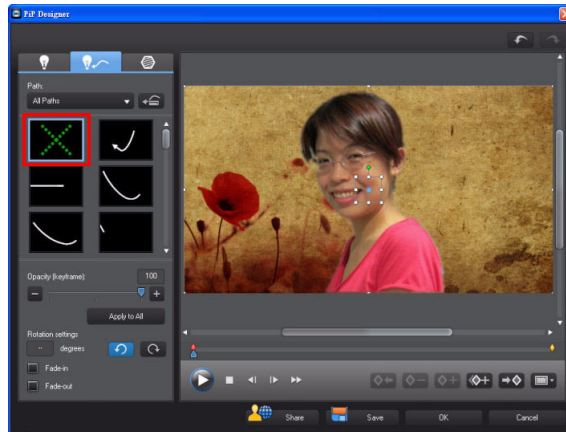 PiP Designer
Path:
All Paths
Opacity (keyframe):
100
Apply to All
Rotation settings
degrees
Fade-in
Fade-out
Share
Save
OK
Cancel